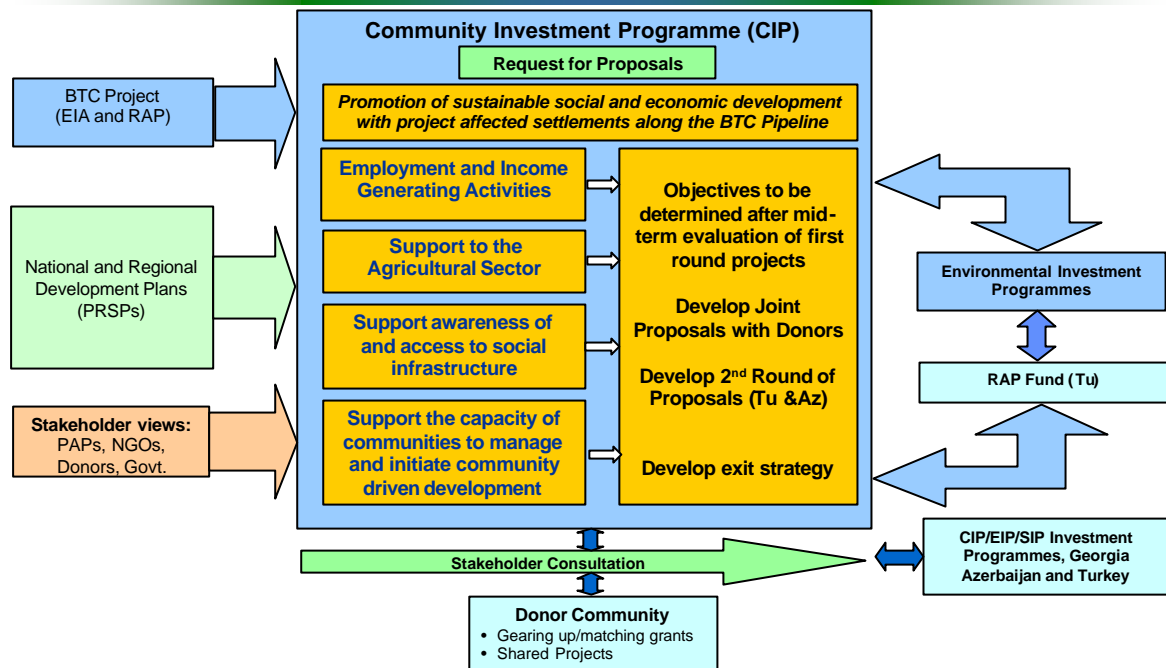 Community Investment Programme (CIP)
Request for Proposals
Promotion of sustainable social and economic development
with project affected settlements along the BTC Pipeline
BTC Project
(EIA and RAP)
National and Regional
Development Plans
(PRSPs)
Stakeholder views:
PAPs, NGOs,
Donors, Govt.
Employment and Income
Generating Activities
Support to the
Agricultural Sector
Support awareness of
and access to social
infrastructure
Support the capacity of
communities to manage
and initiate community
driven development
Objectives to be
determined after mid-
term evaluation of first
round projects
Develop Joint
Proposals with Donors
Develop 2nd Round of
Proposals (Tu &Az)
Develop exit strategy
Environmental Investment
Programmes
RAP Fund (Tu)
CIP/EIP/SIP Investment
Programmes, Georgia
Azerbaijan and Turkey
Stakeholder Consultation
Donor Community
• Gearing up/matching grants
• Shared Projects